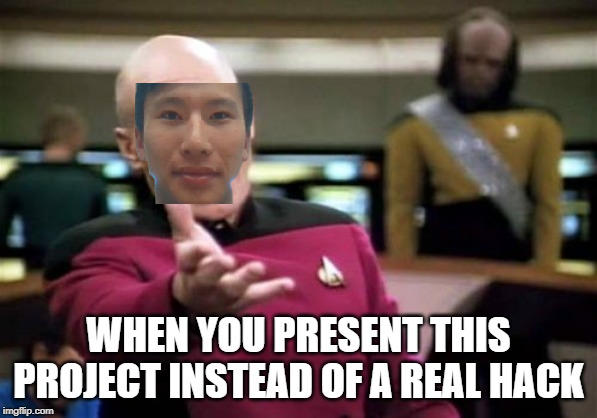 WHEN YOU PRESENT THIS
PROJECT INSTEAD OF A REAL HACK
imgflip.com